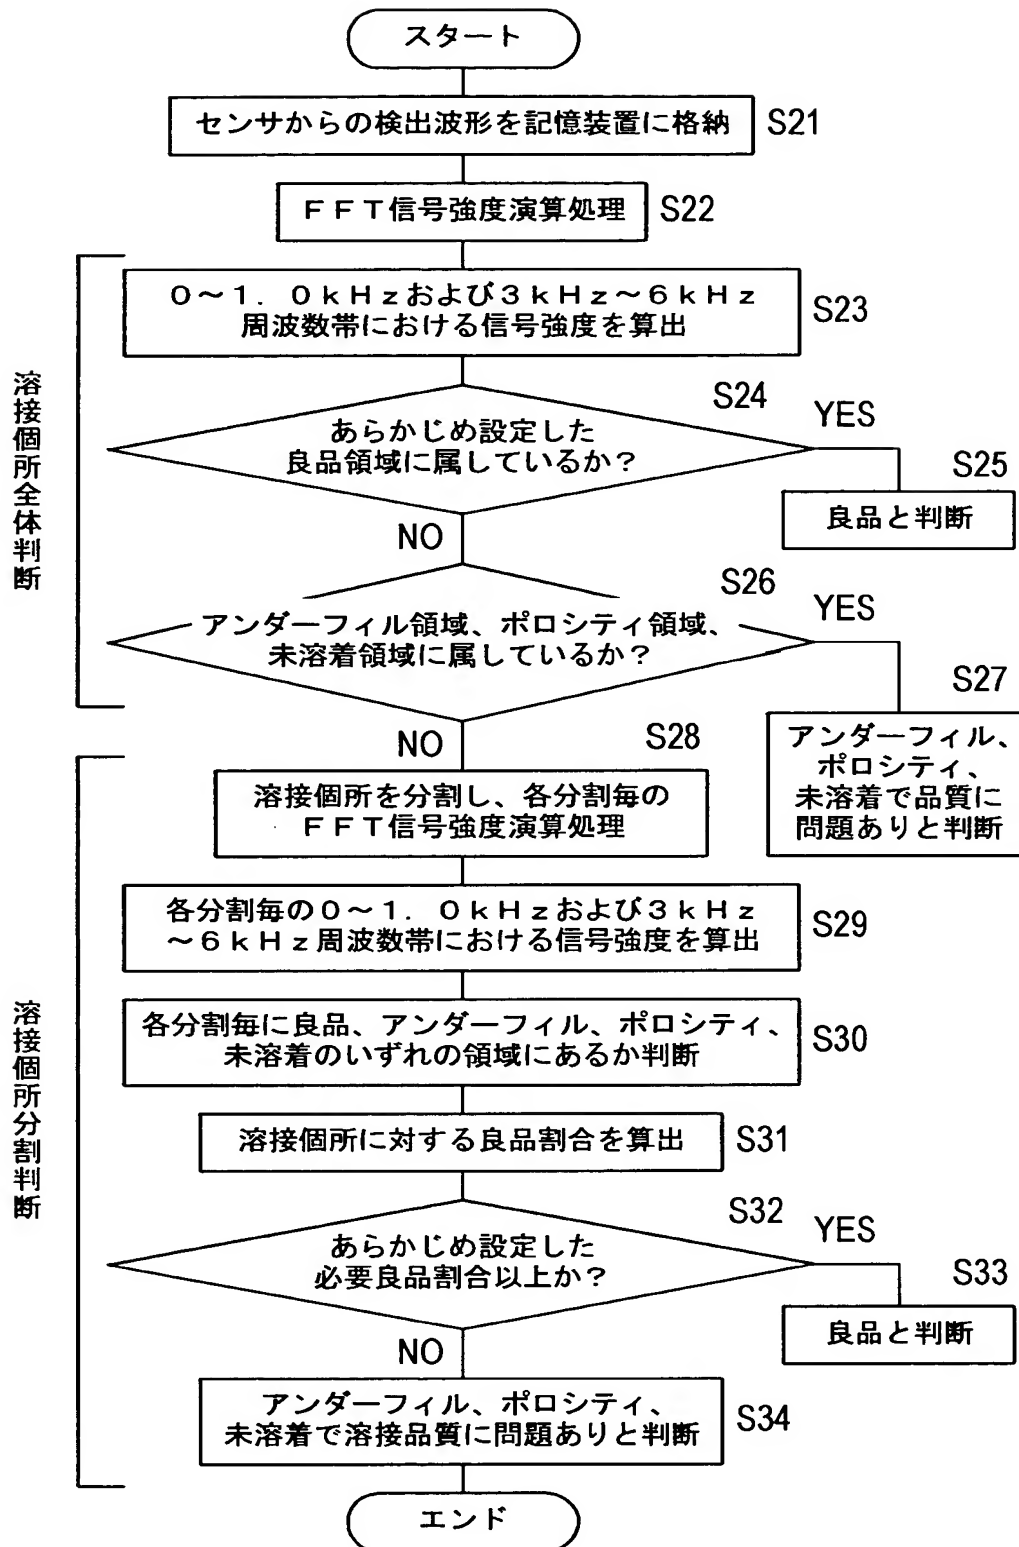 スタート
センサからの検出波形を記憶装置に格納
S21
ＦＦＴ信号強度演算処理
S22
溶接個所全体判断
０～１．０ｋＨｚおよび３ｋＨｚ～６ｋＨｚ
周波数帯における信号強度を算出
S23
S24
あらかじめ設定した
良品領域に属しているか？
YES
S25
良品と判断
NO
S26
アンダーフィル領域、ポロシティ領域、
未溶着領域に属しているか？
YES
S27
アンダーフィル、
ポロシティ、
未溶着で品質に
問題ありと判断
NO
S28
溶接個所分割判断
溶接個所を分割し、各分割毎の
ＦＦＴ信号強度演算処理
各分割毎の０～１．０ｋＨｚおよび３ｋＨｚ
～６ｋＨｚ周波数帯における信号強度を算出
S29
各分割毎に良品、アンダーフィル、ポロシティ、
未溶着のいずれの領域にあるか判断
S30
溶接個所に対する良品割合を算出
S31
S32
あらかじめ設定した
必要良品割合以上か？
YES
S33
良品と判断
NO
アンダーフィル、ポロシティ、
未溶着で溶接品質に問題ありと判断
S34
エンド